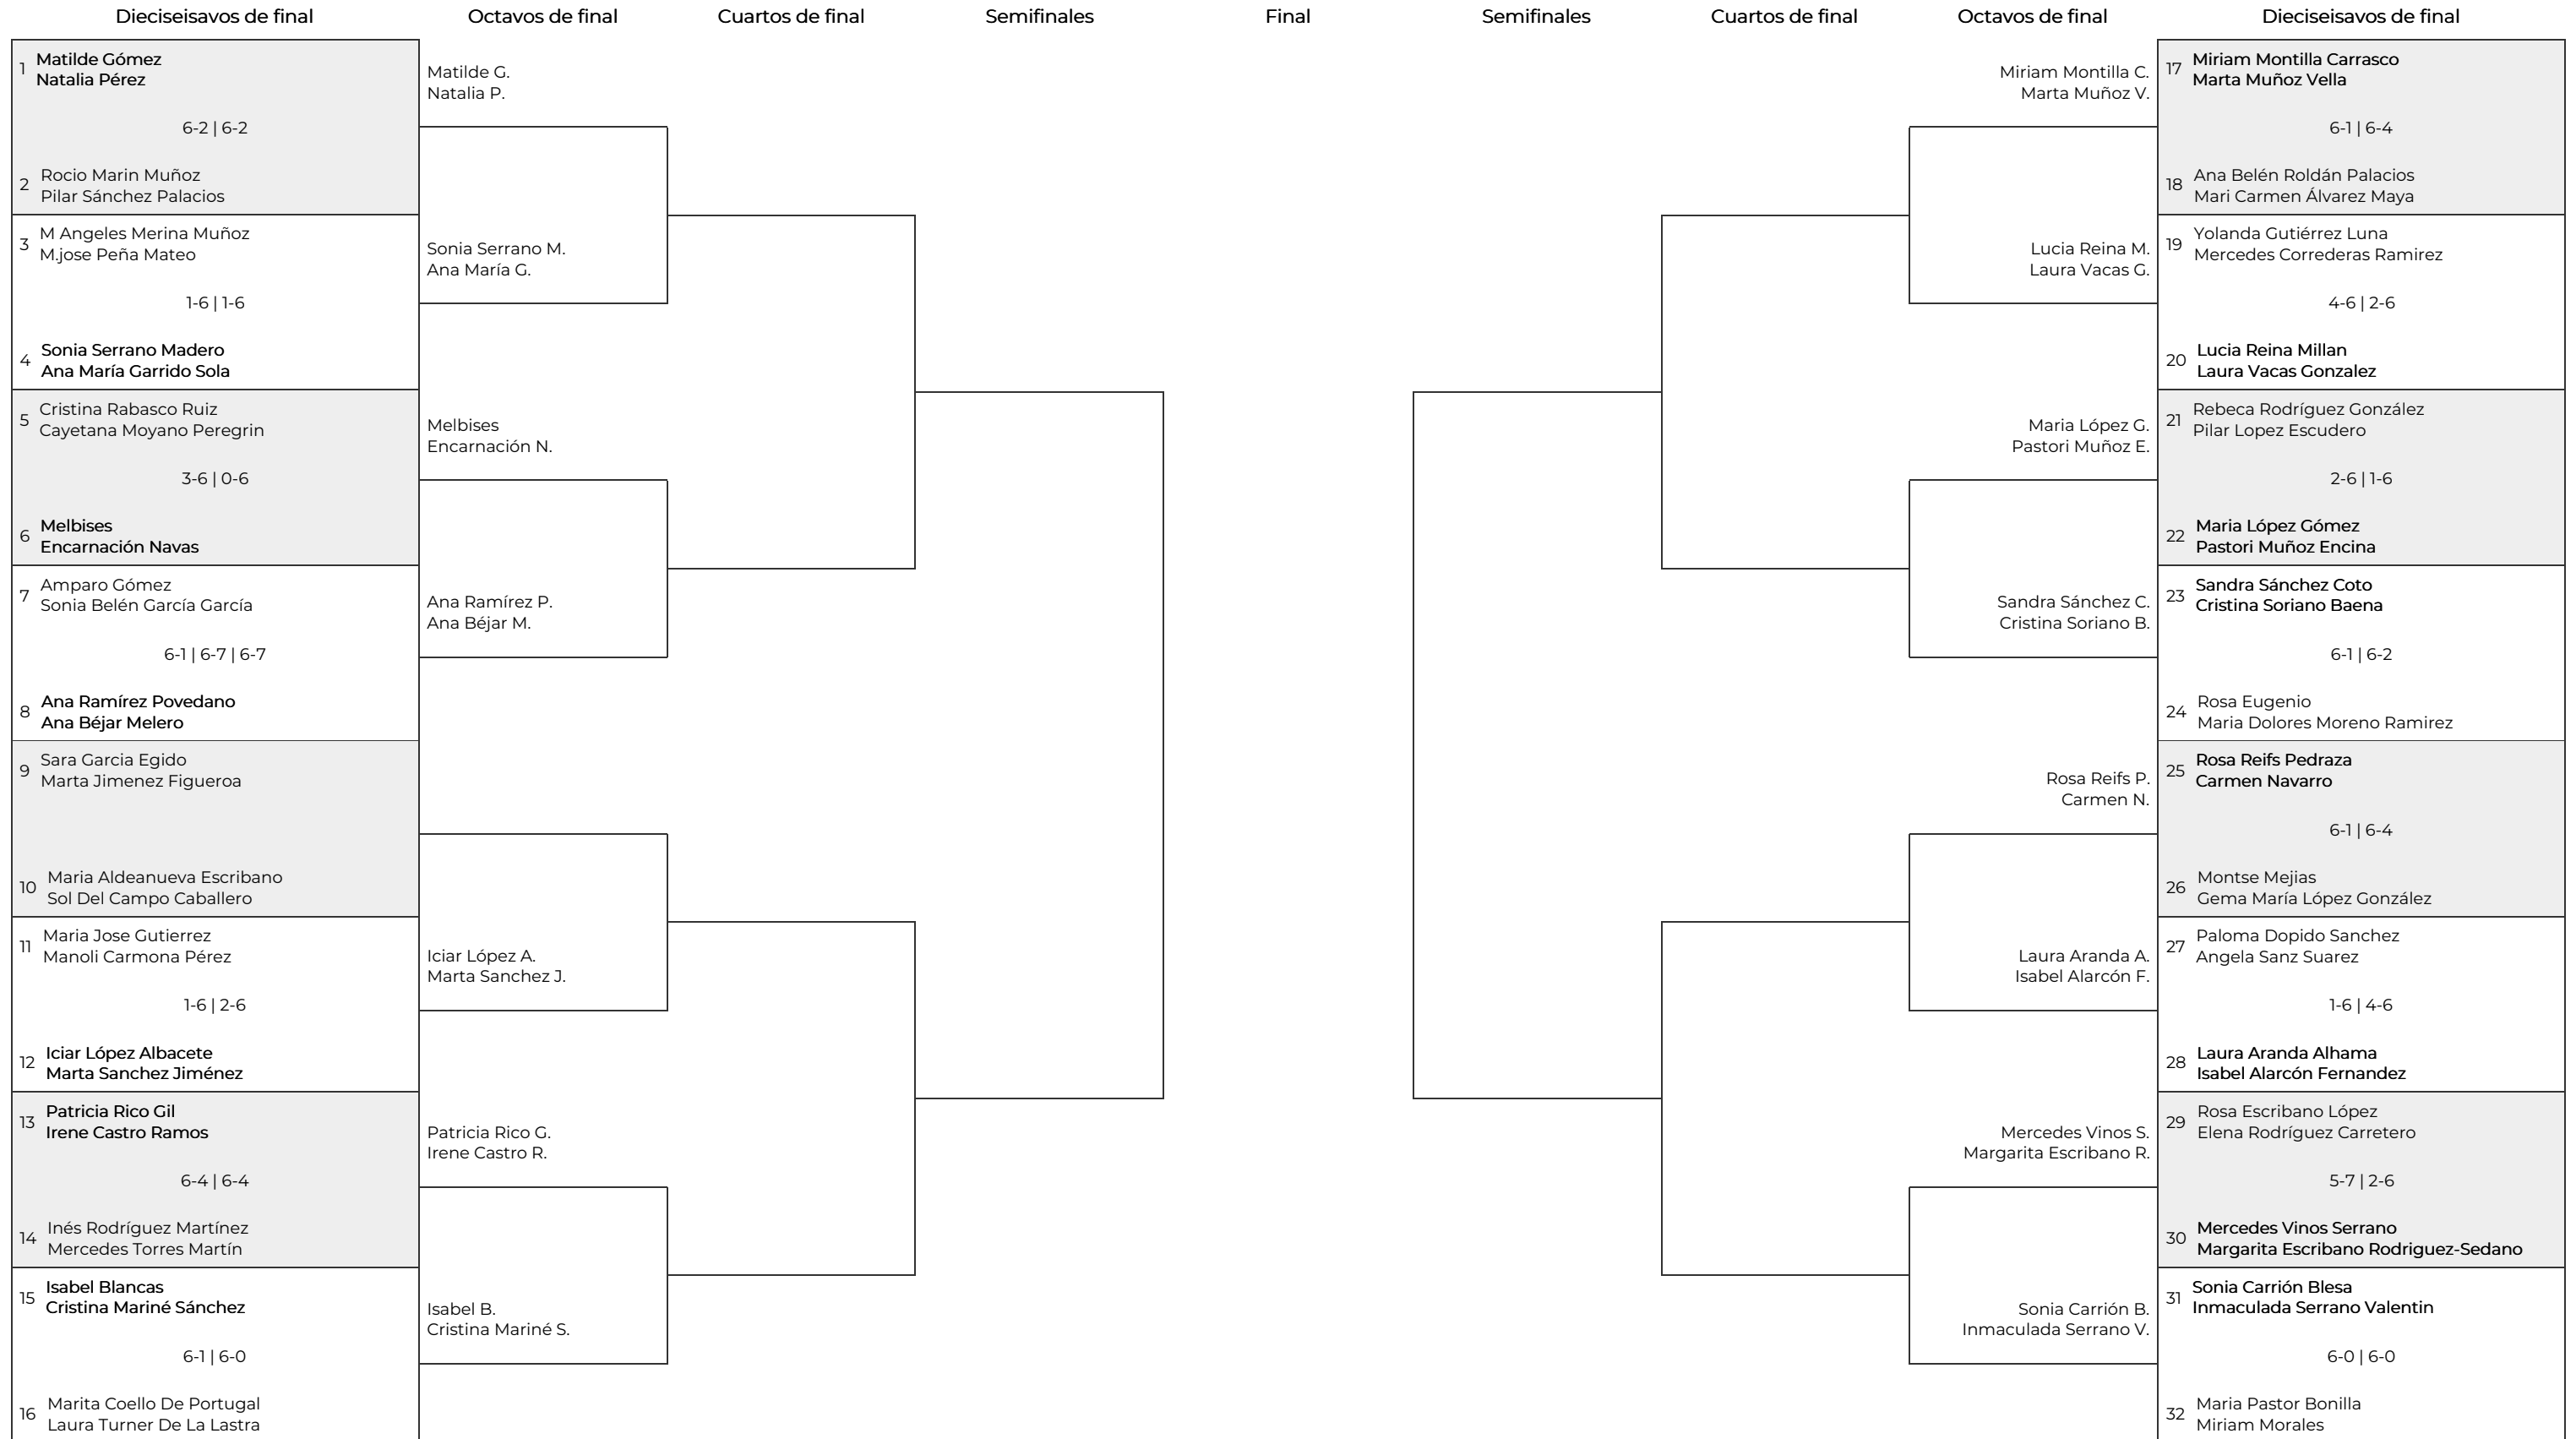 Dieciseisavos de final
Octavos de final
Cuartos de final
Semifinales
Final
Semifinales
Cuartos de final
Octavos de final
Dieciseisavos de final
1
Matilde Gómez
Natalia Pérez
6-2 | 6-2
2
Rocio Marin Muñoz
Pilar Sánchez Palacios
3
M Angeles Merina Muñoz
M.jose Peña Mateo
1-6 | 1-6
4
Sonia Serrano Madero
Ana María Garrido Sola
5
Cristina Rabasco Ruiz
Cayetana Moyano Peregrin
3-6 | 0-6
6
Melbises
Encarnación Navas
7
Amparo Gómez
Sonia Belén García García
6-1 | 6-7 | 6-7
8
Ana Ramírez Povedano
Ana Béjar Melero
9
Sara Garcia Egido
Marta Jimenez Figueroa
10
Maria Aldeanueva Escribano
Sol Del Campo Caballero
11
Maria Jose Gutierrez
Manoli Carmona Pérez
1-6 | 2-6
12
Iciar López Albacete
Marta Sanchez Jiménez
13
Patricia Rico Gil
Irene Castro Ramos
6-4 | 6-4
14
Inés Rodríguez Martínez
Mercedes Torres Martín
15
Isabel Blancas
Cristina Mariné Sánchez
6-1 | 6-0
16
Marita Coello De Portugal
Laura Turner De La Lastra
Matilde G.
Natalia P.
Sonia Serrano M.
Ana María G.
Melbises
Encarnación N.
Ana Ramírez P.
Ana Béjar M.
Iciar López A.
Marta Sanchez J.
Patricia Rico G.
Irene Castro R.
Isabel B.
Cristina Mariné S.
Miriam Montilla C.
Marta Muñoz V.
Lucia Reina M.
Laura Vacas G.
Maria López G.
Pastori Muñoz E.
Sandra Sánchez C.
Cristina Soriano B.
Rosa Reifs P.
Carmen N.
Laura Aranda A.
Isabel Alarcón F.
Mercedes Vinos S.
Margarita Escribano R.
Sonia Carrión B.
Inmaculada Serrano V.
17
Miriam Montilla Carrasco
Marta Muñoz Vella
6-1 | 6-4
18
Ana Belén Roldán Palacios
Mari Carmen Álvarez Maya
19
Yolanda Gutiérrez Luna
Mercedes Correderas Ramirez
4-6 | 2-6
20
Lucia Reina Millan
Laura Vacas Gonzalez
21
Rebeca Rodríguez González
Pilar Lopez Escudero
2-6 | 1-6
22
Maria López Gómez
Pastori Muñoz Encina
23
Sandra Sánchez Coto
Cristina Soriano Baena
6-1 | 6-2
24
Rosa Eugenio
Maria Dolores Moreno Ramirez
25
Rosa Reifs Pedraza
Carmen Navarro
6-1 | 6-4
26
Montse Mejias
Gema María López González
27
Paloma Dopido Sanchez
Angela Sanz Suarez
1-6 | 4-6
28
Laura Aranda Alhama
Isabel Alarcón Fernandez
29
Rosa Escribano López
Elena Rodríguez Carretero
5-7 | 2-6
30
Mercedes Vinos Serrano
Margarita Escribano Rodriguez-Sedano
31
Sonia Carrión Blesa
Inmaculada Serrano Valentin
6-0 | 6-0
32
Maria Pastor Bonilla
Miriam Morales